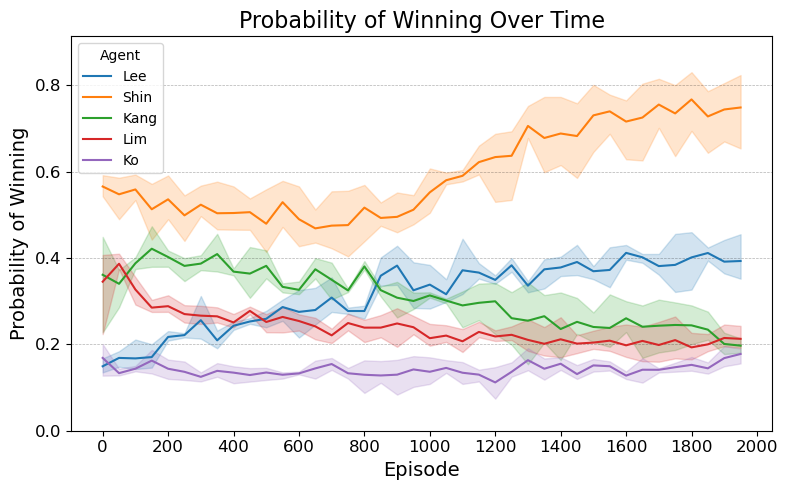 Probability of Winning Over Time
Agent
Lee
Shin
Kang
Lim
Ko
Probability of Winning
0.8
0.6
0.4
0.2
0.0
0 200 400 600 800 1000 1200 1400 1600 1800 2000
Episode